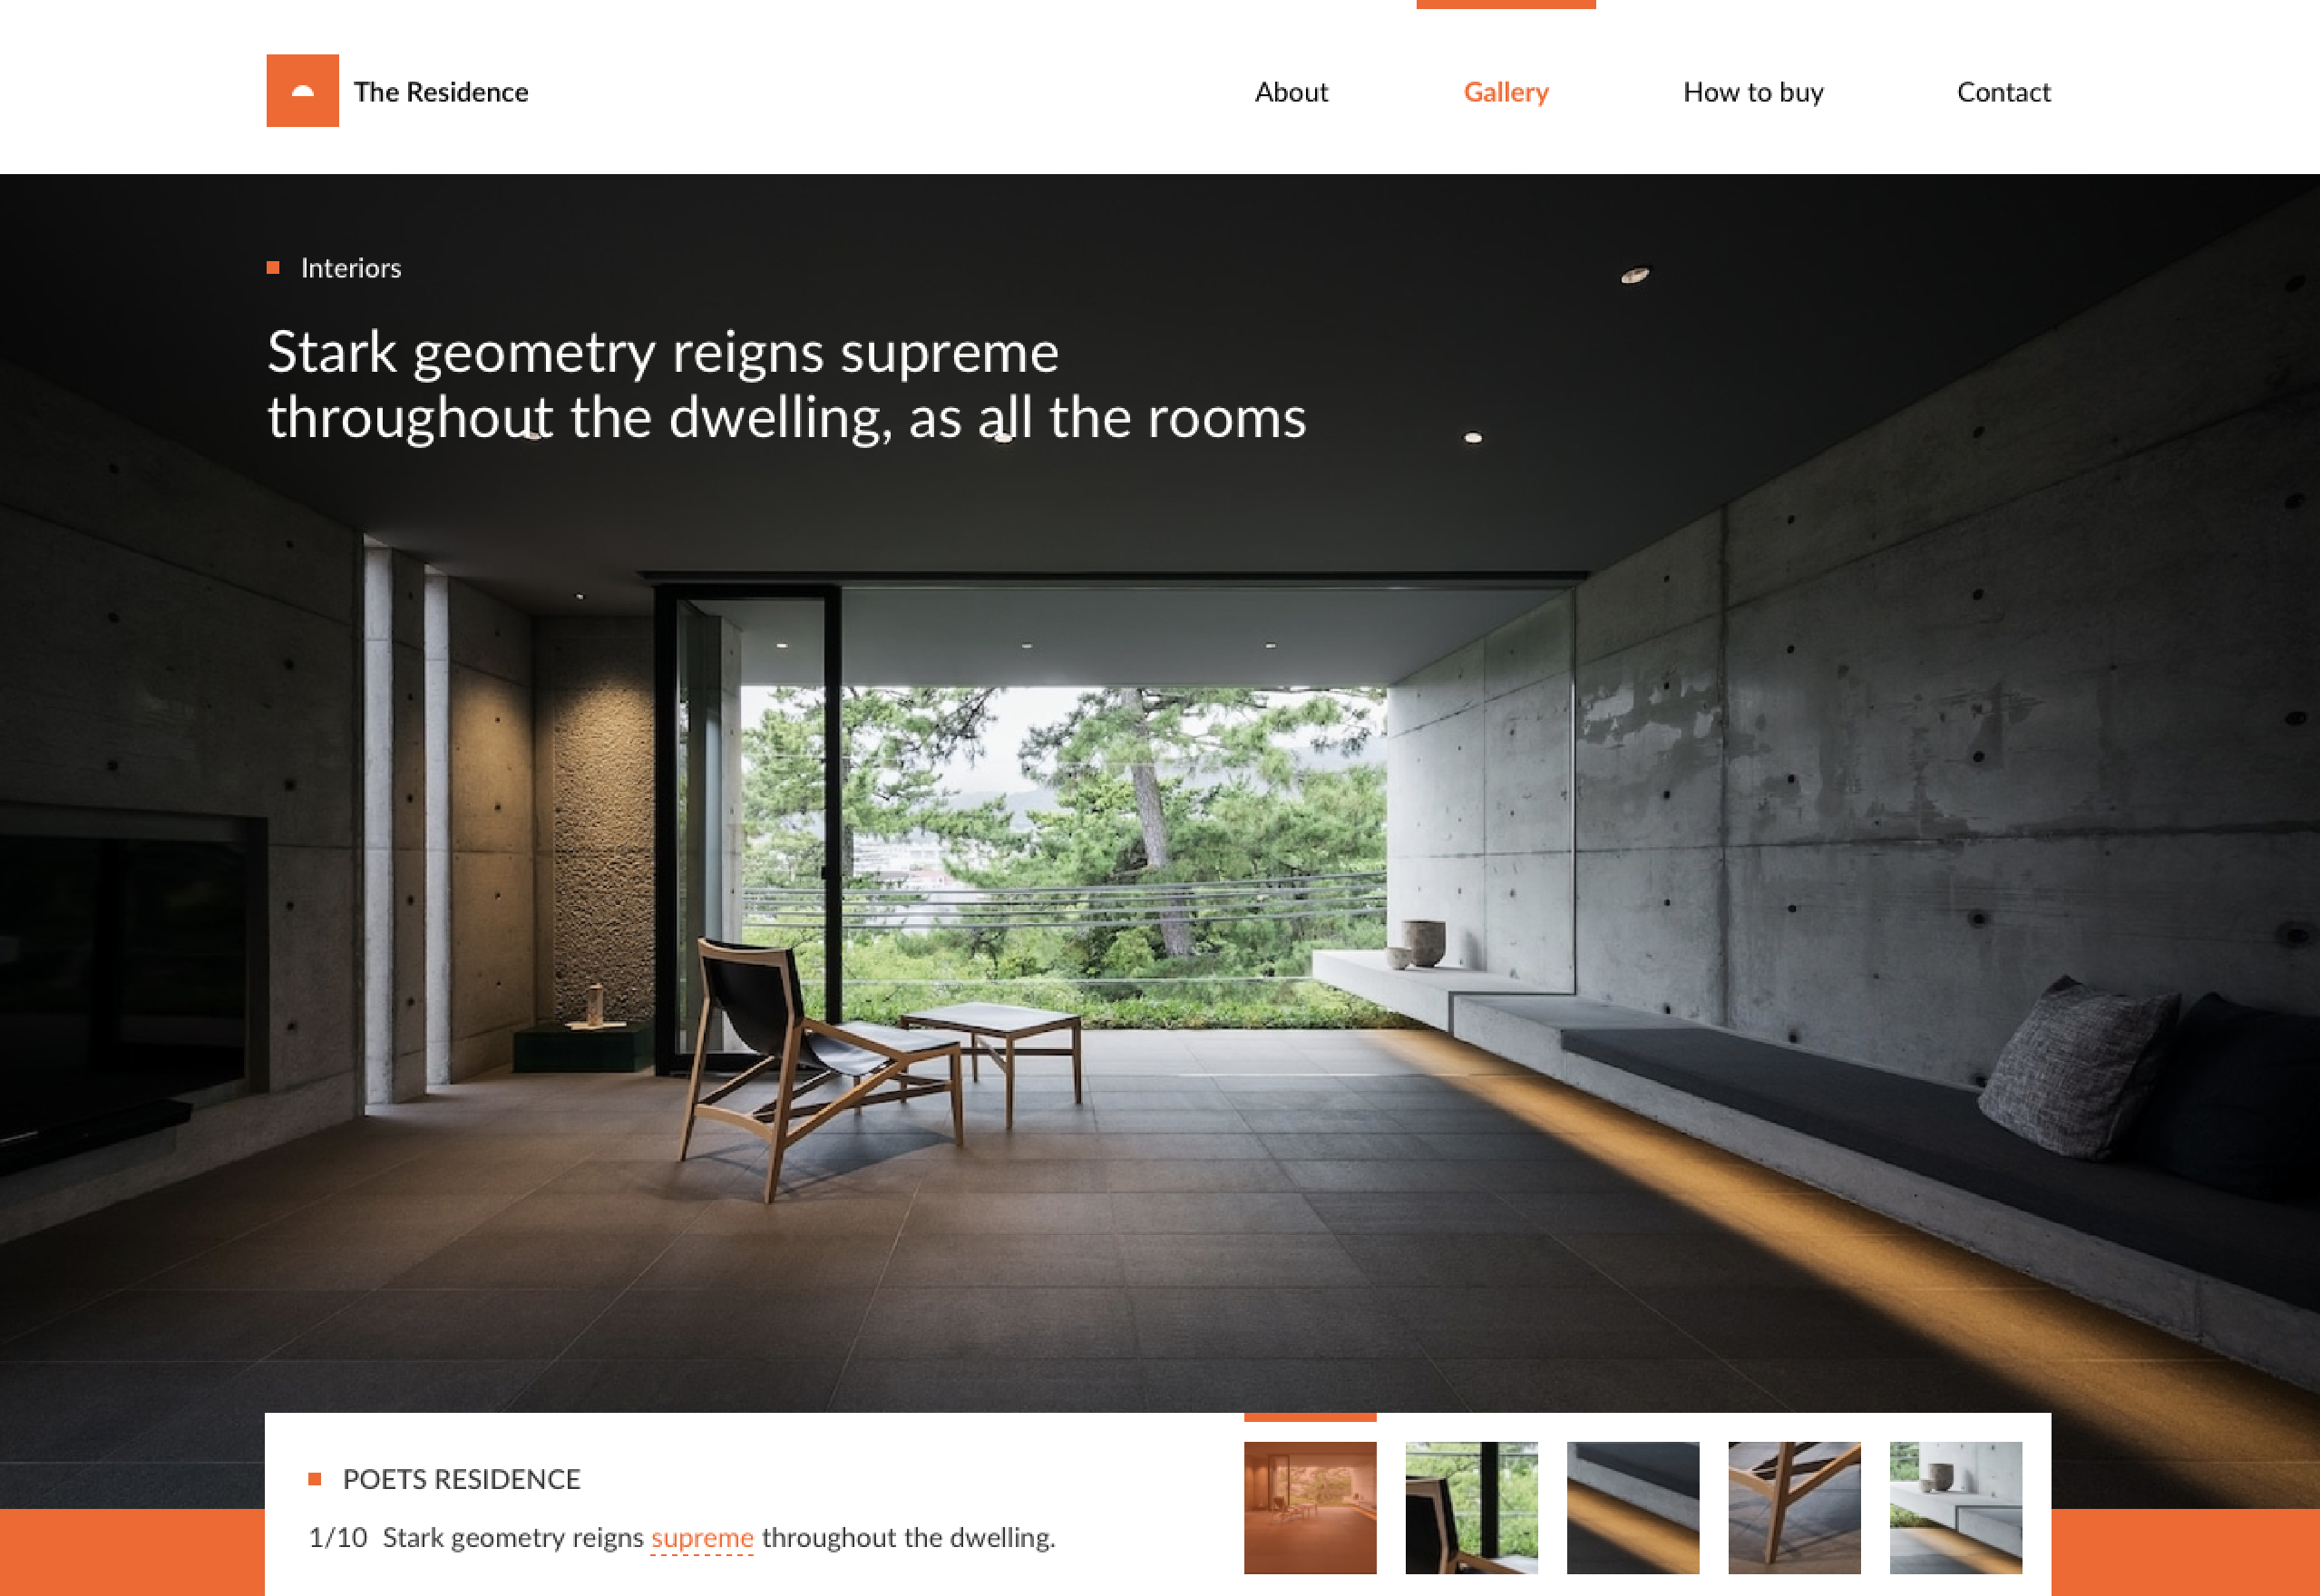 The Residence
About
Gallery
How to buy
Contact
Interiors
Stark geometry reigns supreme
throughout the dwelling, as all the rooms
POETS RESIDENCE
1/10 Stark geometry reigns supreme throughout the dwelling.